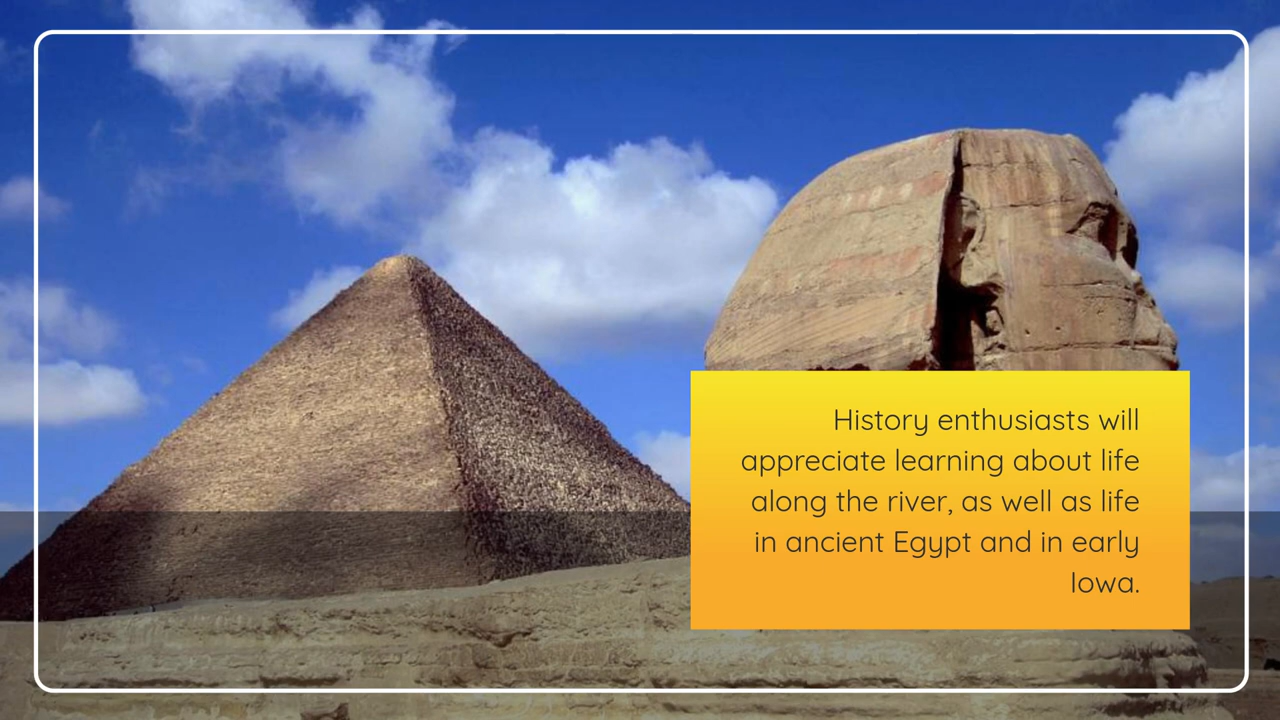 History enthusiasts will
appreciate learning about life
along the river, as well as life
in ancient Egypt and in early
Iowa.